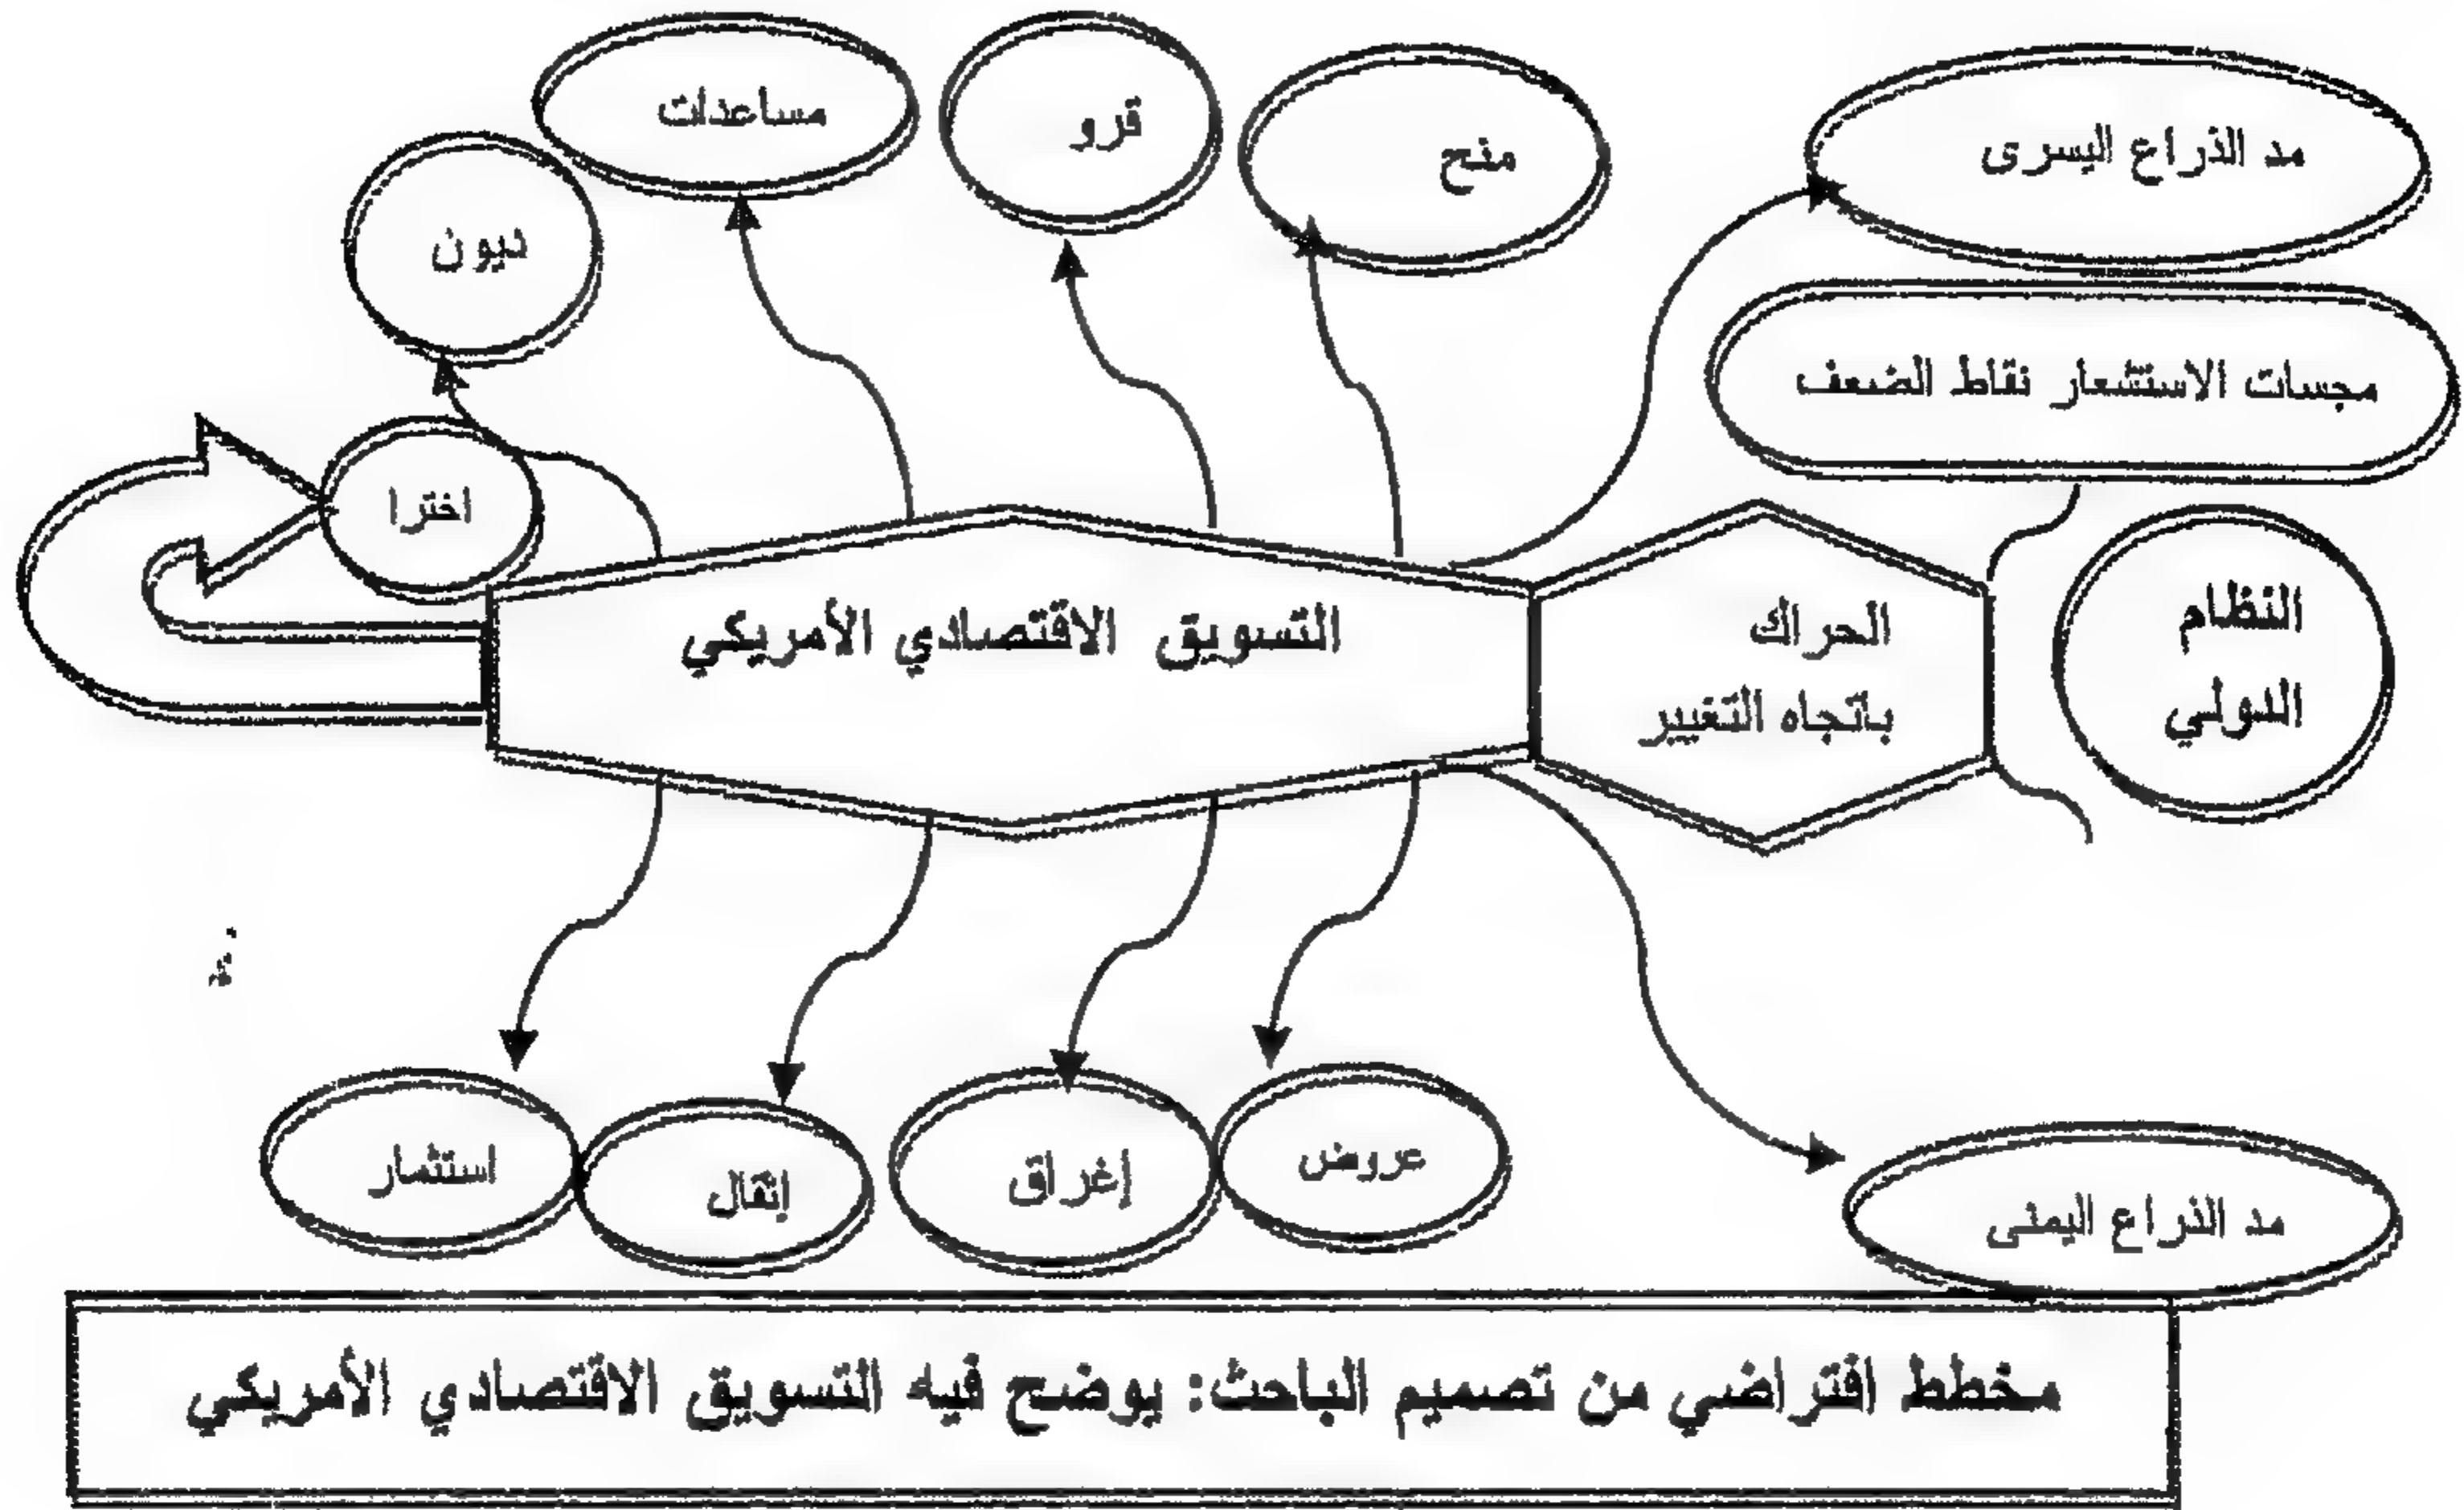 مد الذراع اليسرى
منح
قرو
مساعدات
ديون
مجسات الاستشعار نقاط الضعف
اخترا
النظام
الدولي
الحراك
باتجاه التغيير
التسويق الاقتصادي الأمريكي
عروض
إغراق
إثقال
استثمار
مد الذراع اليمنى
مخطط افتراضي من تصميم الباحث: يوضح فيه التسويق الاقتصادي الأمريكي